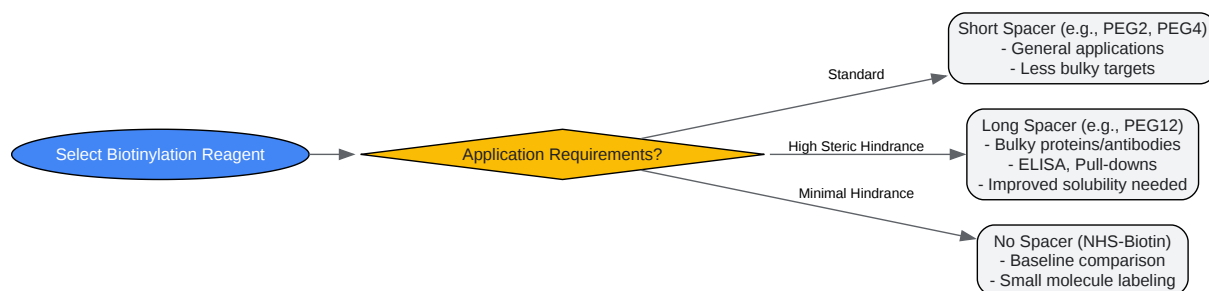 Select Biotinylation Reagent
Application Requirements?
Standard
High Steric Hindrance
Minimal Hindrance
Short Spacer (e.g., PEG2, PEG4)
- General applications
- Less bulky targets
Long Spacer (e.g., PEG12)
- Bulky proteins/antibodies
- ELISA, Pull-downs
- Improved solubility needed
No Spacer (NHS-Biotin)
- Baseline comparison
- Small molecule labeling